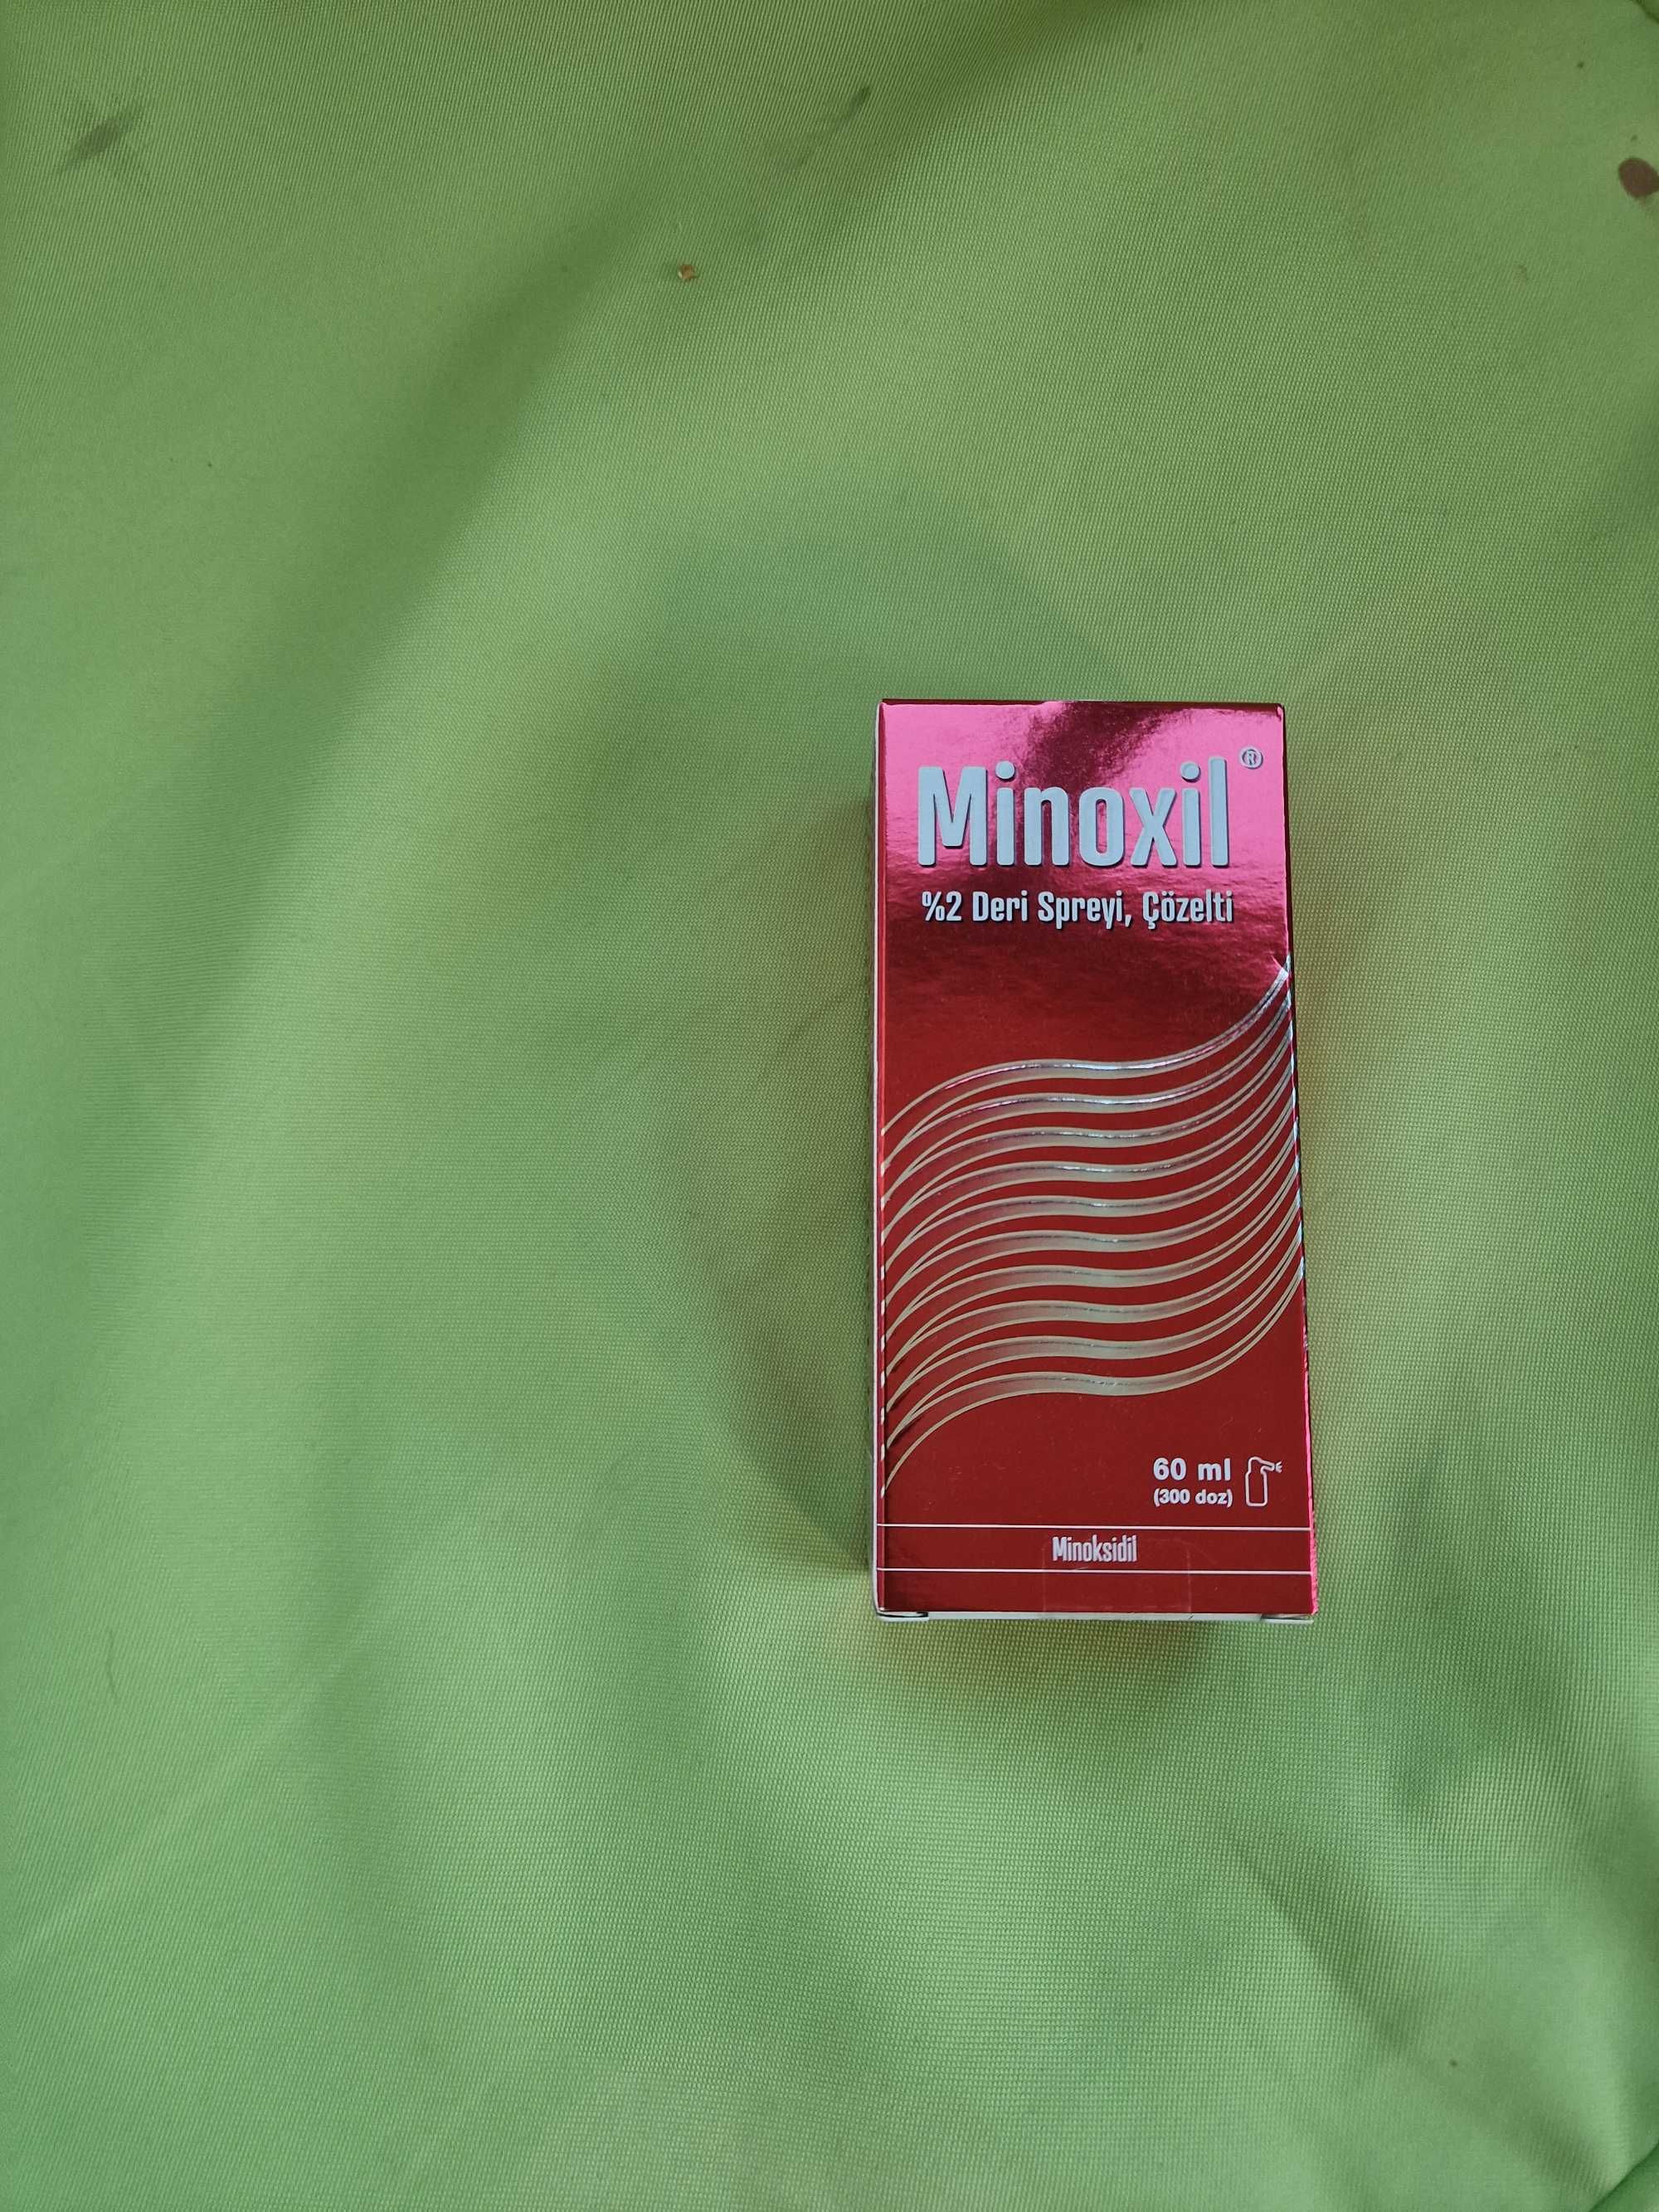 Minoxil®
%2 Deri Spreyi, Çözelti
60 ml
(300 doz)
Minoksidil